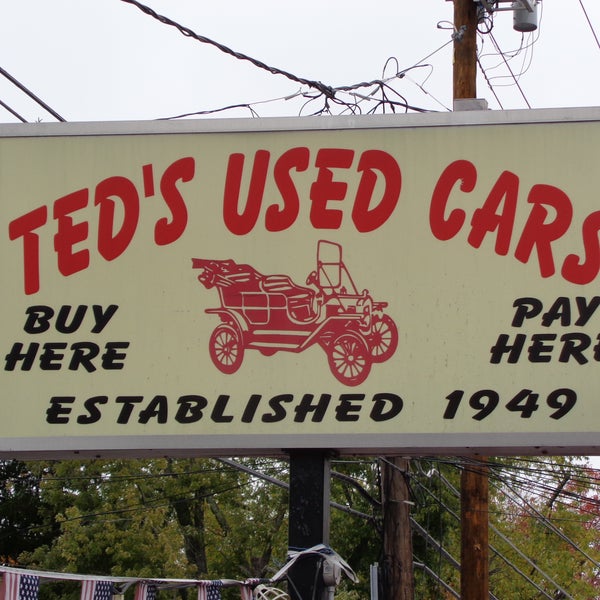 TED'S USED CARS
BUY PAY
HERE HERE
ESTABLISHED 1949